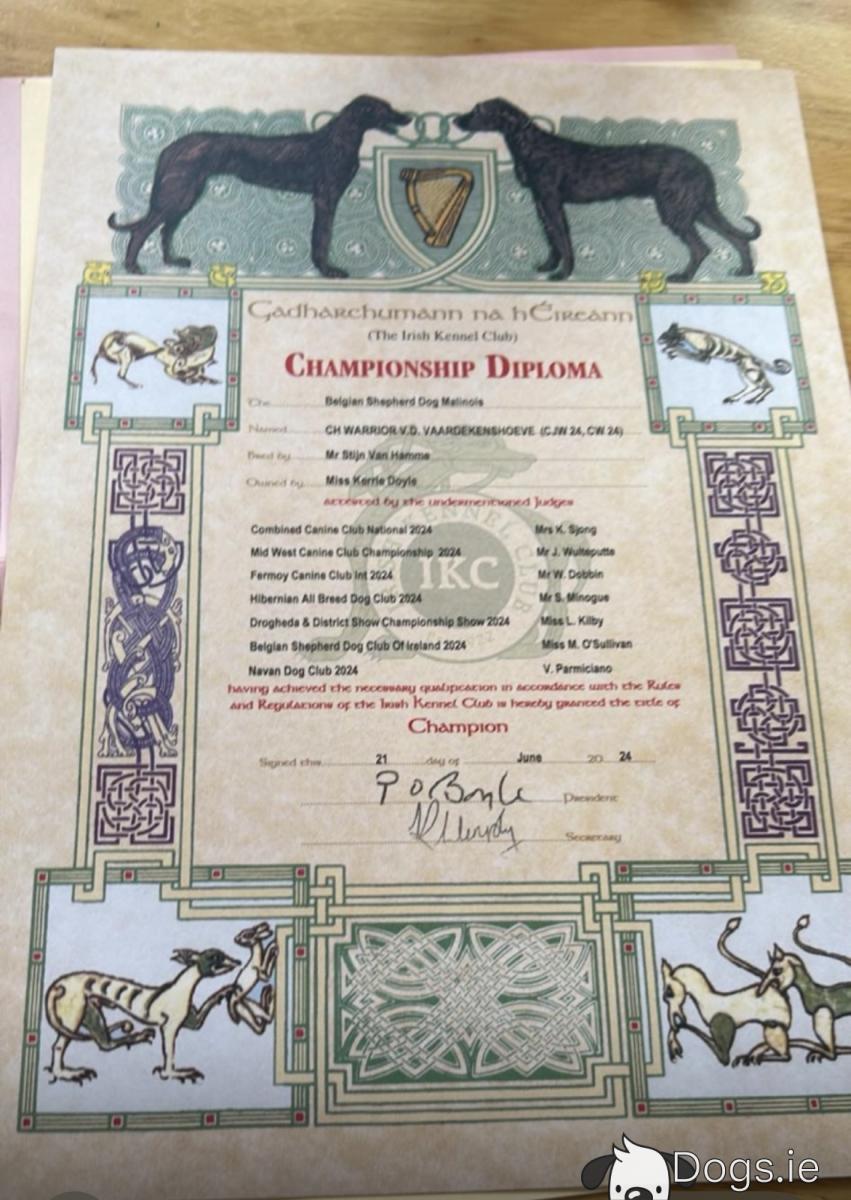 Gadharchumann na hÉireann
(The Irish Kennel Club)
CHAMPIONSHIP DIPLOMA
The Belgian Shepherd Dog Malinois
Named CH WARRIOR V.D. VAARDEKENSHOEVE (CJW 24, CW 24)
Bred by Mr Stijn Van Hamme
Owned by Miss Kerrie Doyle
attested by the undermentioned Judges
Combined Canine Club National 2024 Mrs K. Sjong
Mid West Canine Club Championship 2024 Mr J. Wulteputte
Fermoy Canine Club Int 2024 Mr W. Dobbin
Hibernian All Breed Dog Club 2024 Mr S. Minogue
Drogheda & District Show Championship Show 2024 Miss L. Kilby
Belgian Shepherd Dog Club Of Ireland 2024 Miss M. O'Sullivan
Navan Dog Club 2024 V. Parmiciano
having achieved the necessary qualification in accordance with the Rules
and Regulations of the Irish Kennel Club is hereby granted the title of
Champion
Signed this 21 day of June 20 24
President
Secretary
KENNEL CLUB
IKC
Dogs.ie